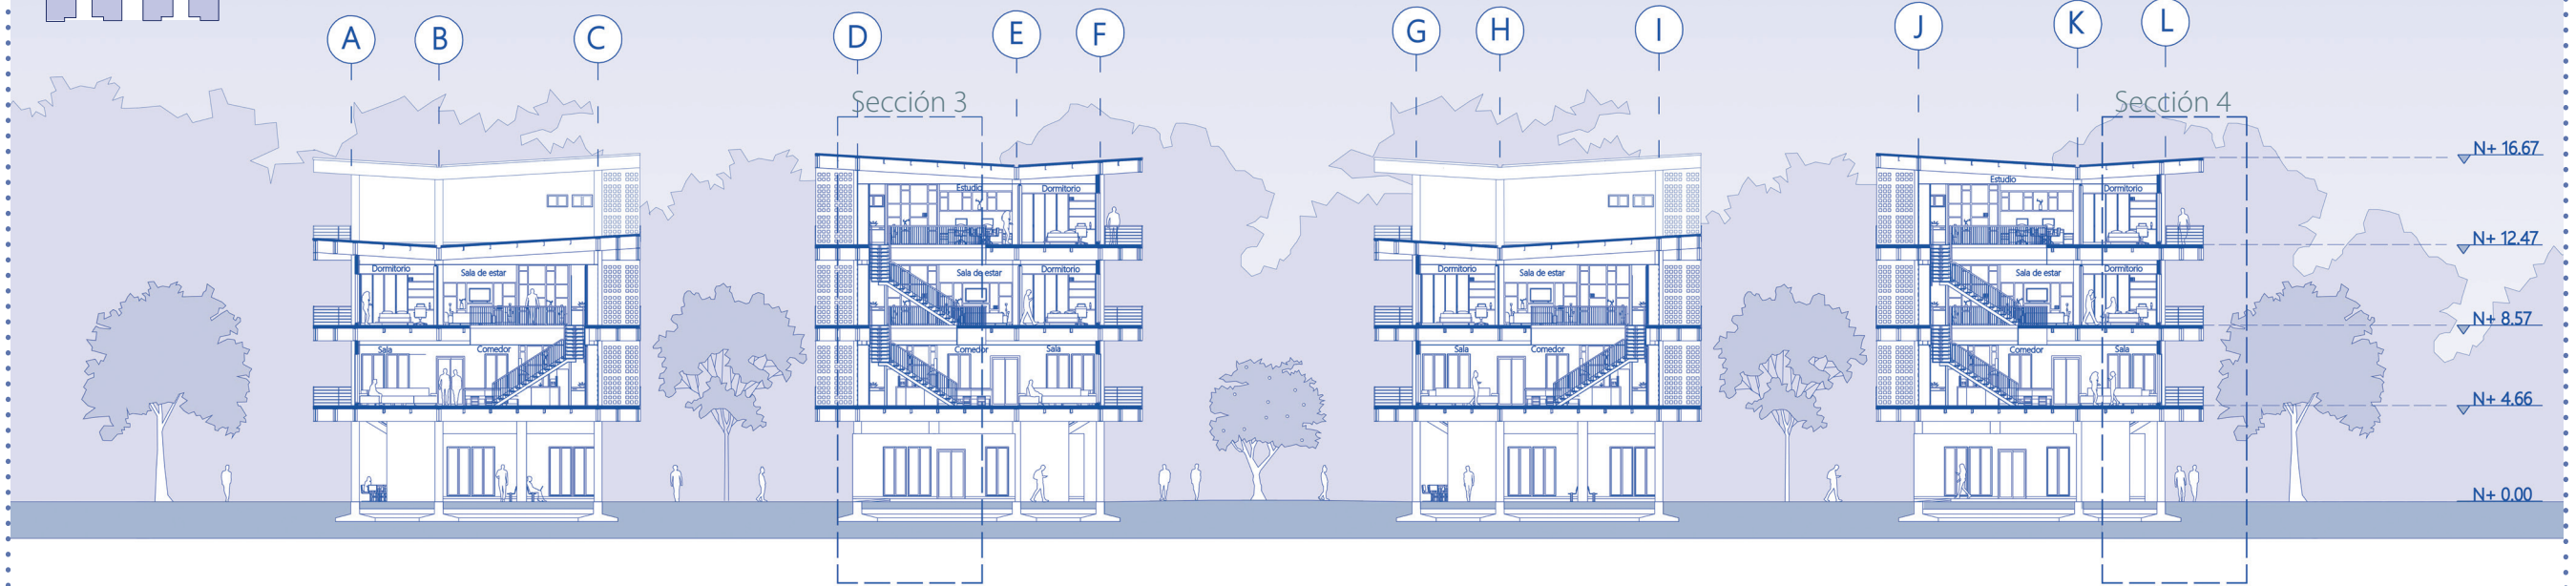 A B C D E F G H I J K L
Sección 3
Sección 4
N+ 16.67
Estudio
Dormitorio
Estudio
Dormitorio
N+ 12.47
Dormitorio
Sala de estar
Sala de estar
Dormitorio
Dormitorio
Sala de estar
Sala de estar
Dormitorio
N+ 8.57
Sala
Comedor
Comedor
Sala
Sala
Comedor
Comedor
Sala
N+ 4.66
N+ 0.00